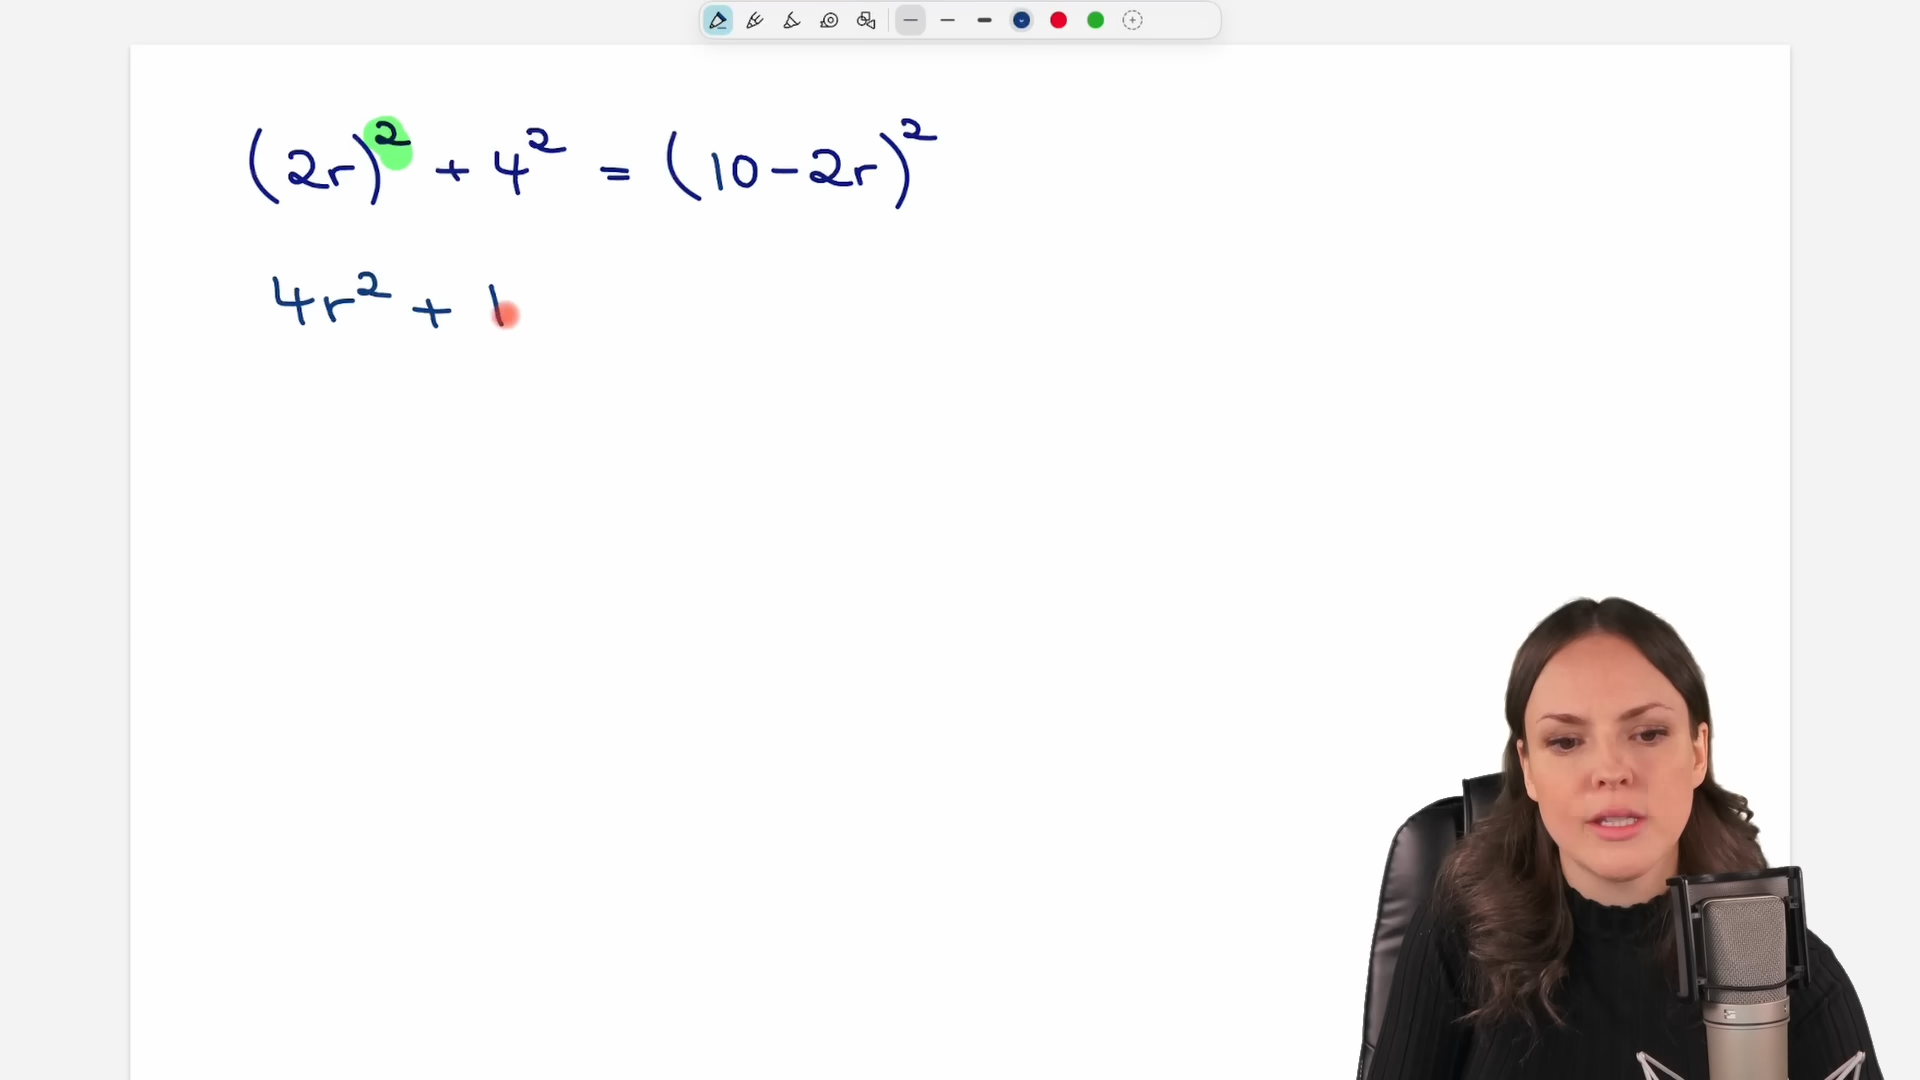 (2r)² + 4² = (10-2r)²
4r² + 1